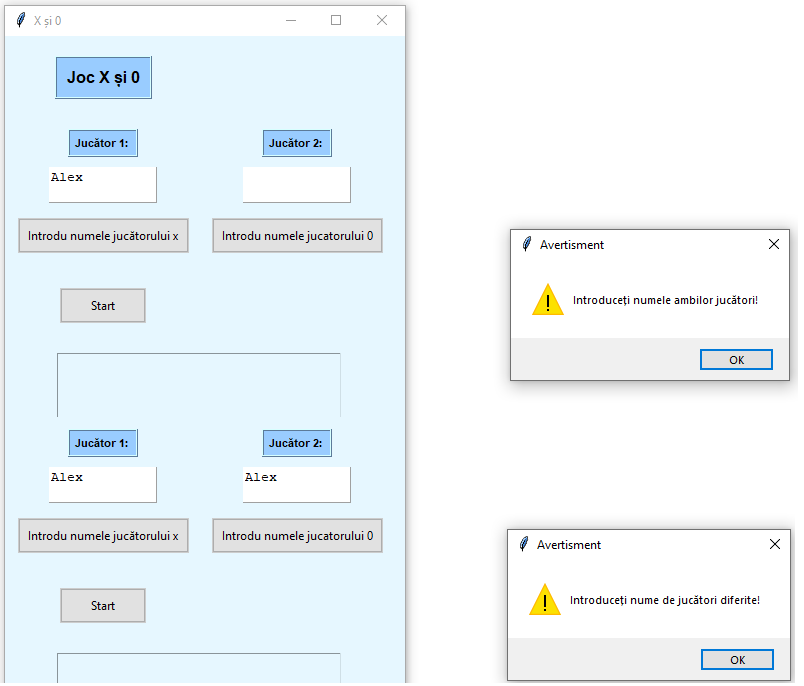 X și 0
Joc X și 0
Jucător 1: Jucător 2:
Alex
Introdu numele jucătorului x Introdu numele jucatorului 0
Avertisment
Introduceți numele ambilor jucători!
OK
Start
Jucător 1: Jucător 2:
Alex Alex
Introdu numele jucătorului x Introdu numele jucatorului 0
Avertisment
Introduceți nume de jucători diferite!
OK
Start